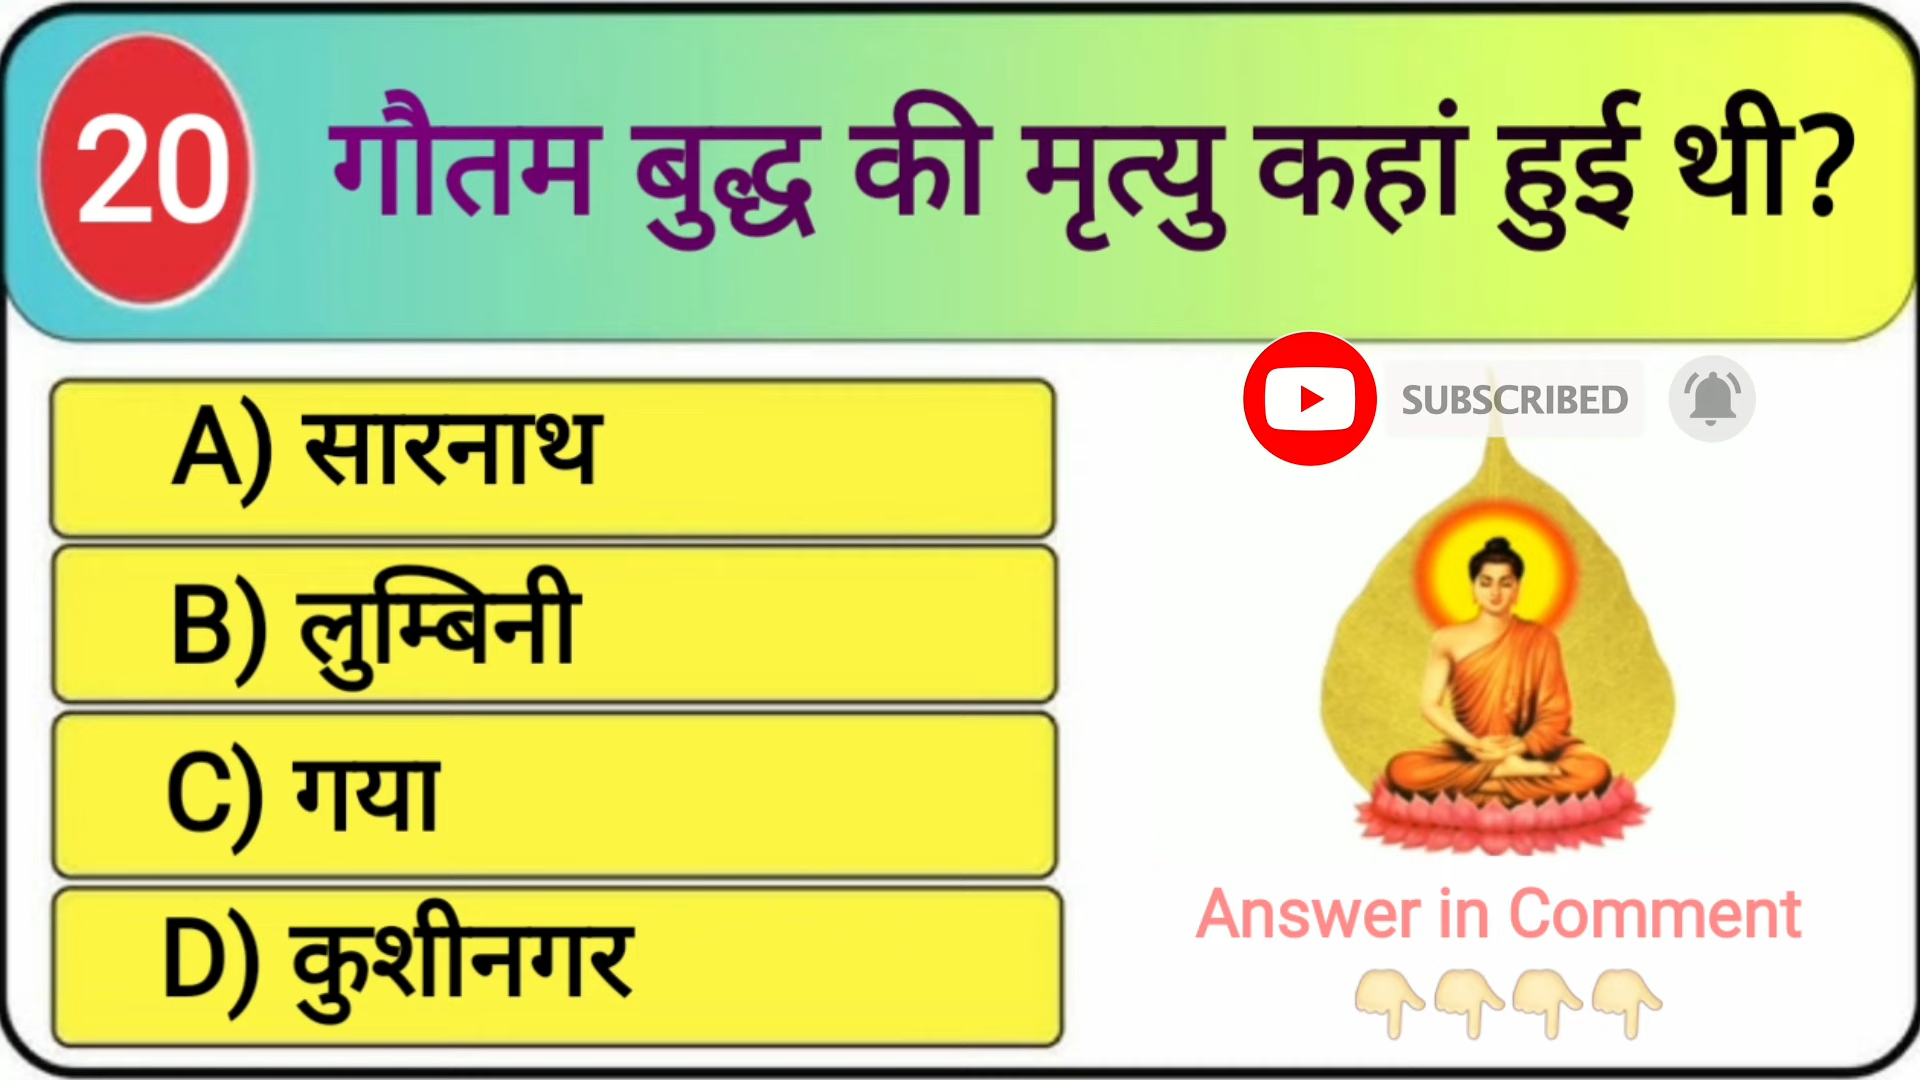 20
गौतम बुद्ध की मृत्यु कहां हुई थी?
A) सारनाथ
B) लुम्बिनी
C) गया
D) कुशीनगर
SUBSCRIBED
Answer in Comment